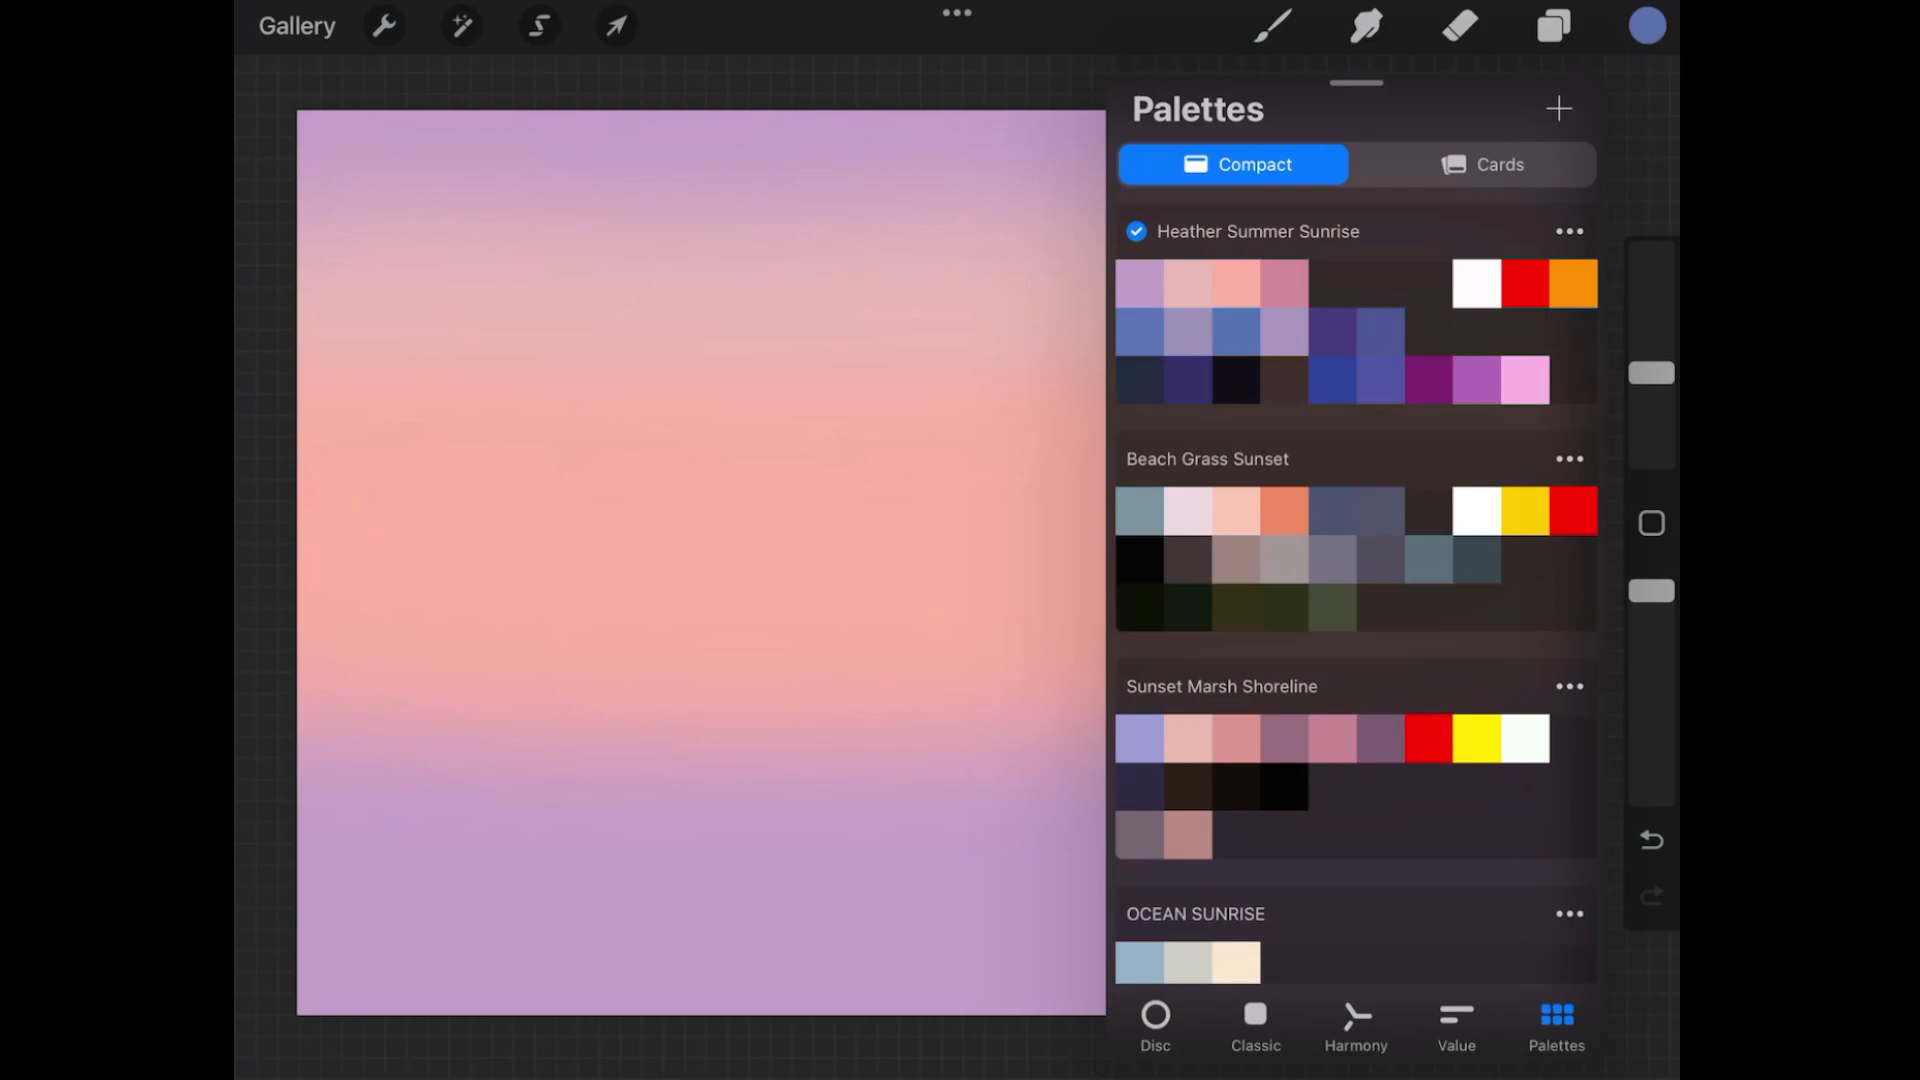 Gallery
Palettes
Compact
Cards
Heather Summer Sunrise
Beach Grass Sunset
Sunset Marsh Shoreline
OCEAN SUNRISE
Disc
Classic
Harmony
Value
Palettes